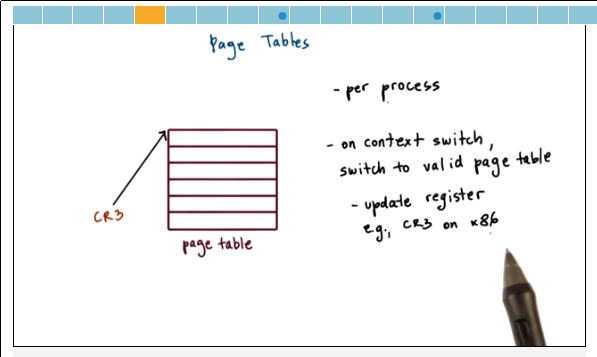 Page Tables
- per process
- on context switch,
switch to valid page table
- update register
e.g., CR3 on x86
CR3
page table